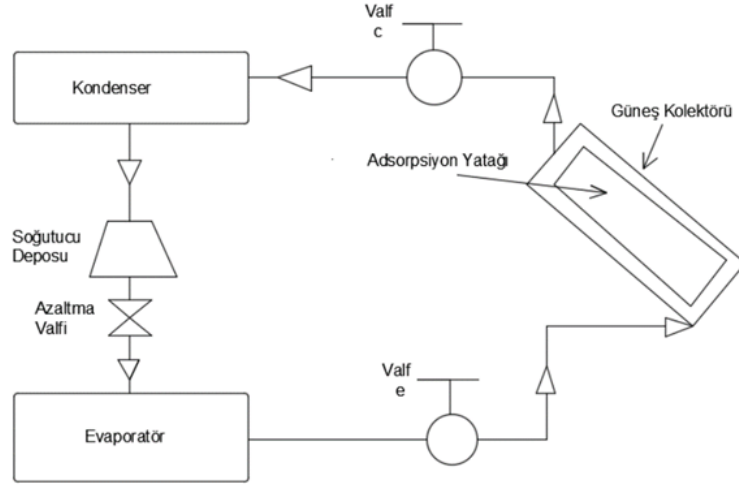 Valf
c
Kondenser
Güneş Kolektörü
Adsorpsiyon Yatağı
Soğutucu
Deposu
Azaltma
Valfi
Valf
e
Evaporatör